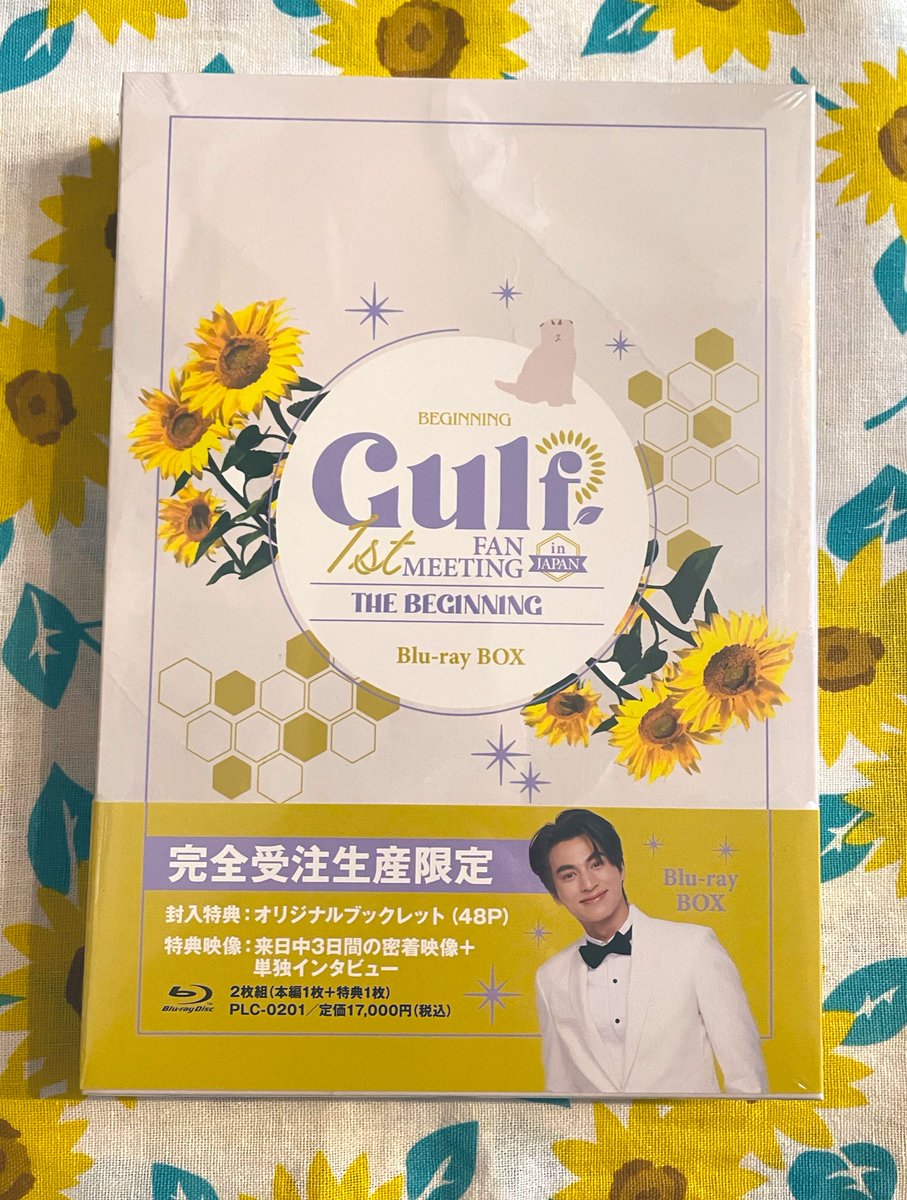 BEGINNING
Gulf
1st FAN MEETING in JAPAN
THE BEGINNING
Blu-ray BOX
完全受注生産限定
封入特典：オリジナルブックレット（48P）
特典映像：来日中3日間の密着映像＋
単独インタビュー
Blu-ray Disc
2枚組（本編1枚＋特典1枚）
PLC-0201／定価17,000円（税込）
Blu-ray
BOX